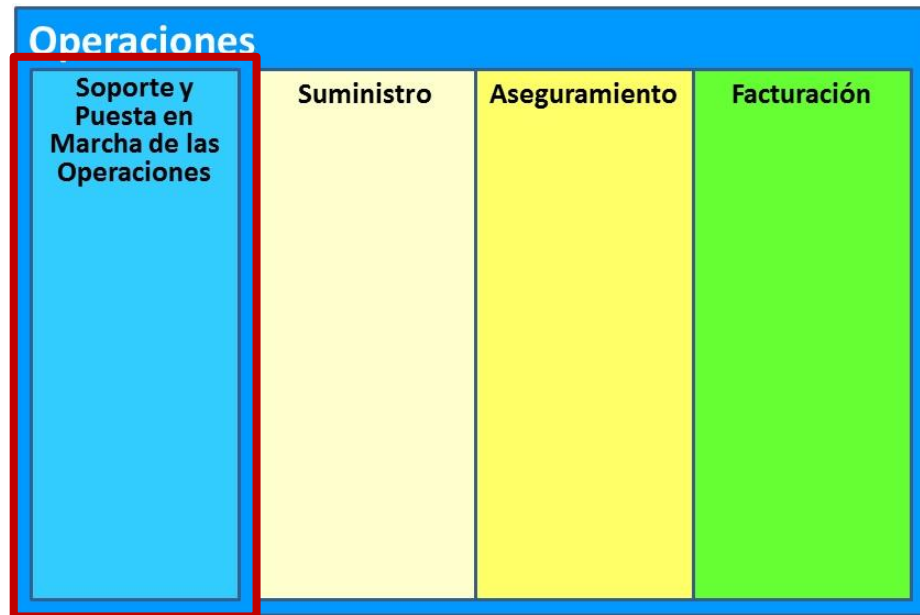 Operaciones
Soporte y
Puesta en
Marcha de las
Operaciones
Suministro
Aseguramiento
Facturación